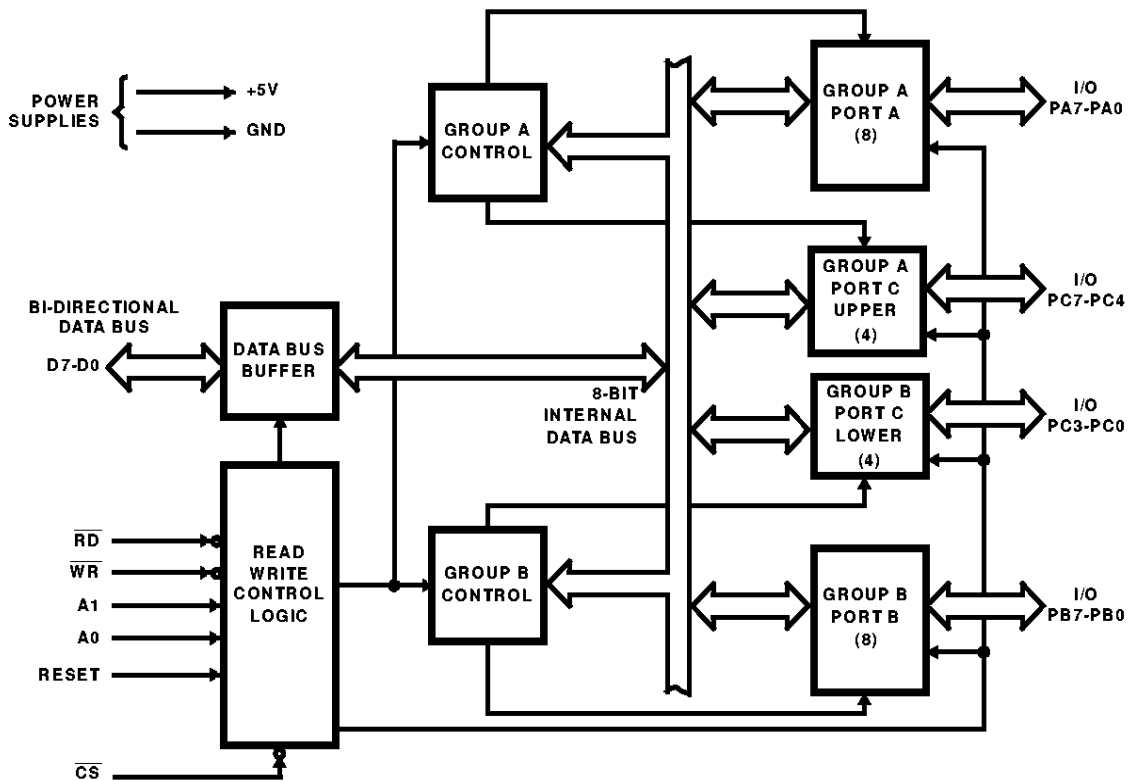 POWER
SUPPLIES
+5V
GND
GROUP A
CONTROL
GROUP A
PORT A
(8)
I/O
PA7-PA0
GROUP A
PORT C
UPPER
(4)
I/O
PC7-PC4
BI-DIRECTIONAL
DATA BUS
D7-D0
DATA BUS
BUFFER
8-BIT
INTERNAL
DATA BUS
GROUP B
PORT C
LOWER
(4)
I/O
PC3-PC0
RD
WR
A1
A0
RESET
CS
READ
WRITE
CONTROL
LOGIC
GROUP B
CONTROL
GROUP B
PORT B
(8)
I/O
PB7-PB0